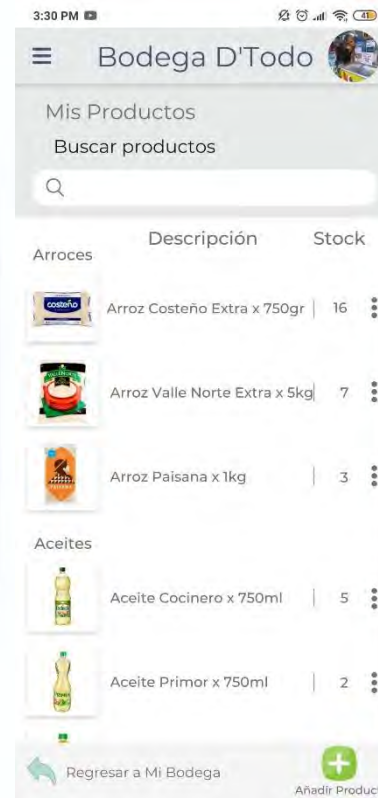 3:30 PM
41
Bodega D'Todo
Mis Productos
Buscar productos
Descripción Stock
Arroces
costeño
Arroz Costeño Extra x 750gr | 16
Arroz Valle Norte Extra x 5kg | 7
Arroz Paisana x 1kg | 3
Aceites
Aceite Cocinero x 750ml | 5
Aceite Primor x 750ml | 2
Regresar a Mi Bodega
Añadir Product